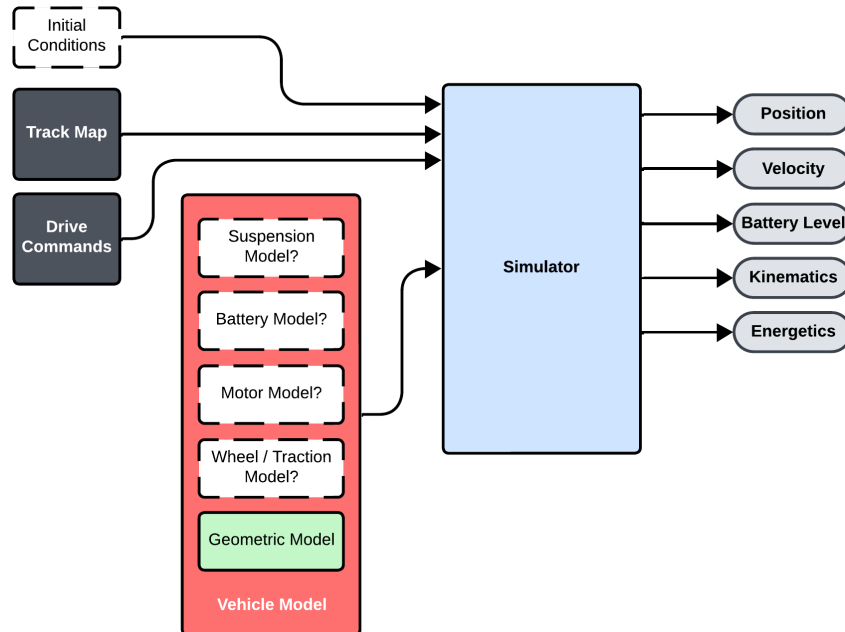 Initial
Conditions
Track Map
Drive
Commands
Suspension
Model?
Battery Model?
Motor Model?
Wheel / Traction
Model?
Geometric Model
Vehicle Model
Simulator
Position
Velocity
Battery Level
Kinematics
Energetics